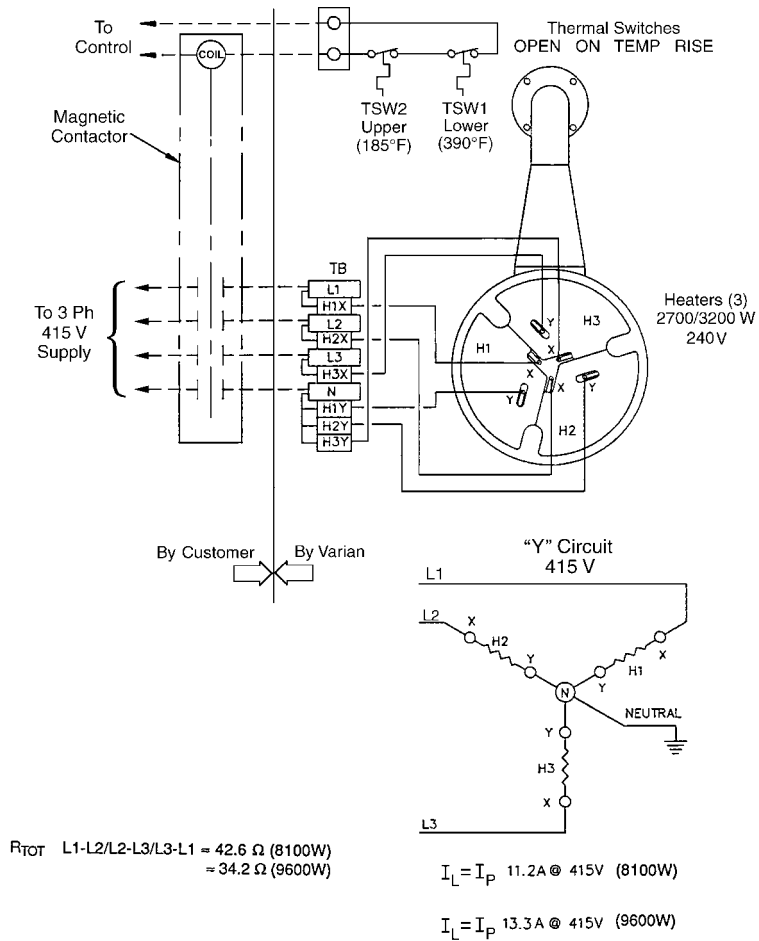 To
Control
COIL
Thermal Switches
OPEN ON TEMP RISE
TSW2
Upper
(185°F)
TSW1
Lower
(390°F)
Magnetic
Contactor
To 3 Ph
415 V
Supply
TB
L1
H1X
L2
H2X
L3
H3X
N
H1Y
H2Y
H3Y
Heaters (3)
2700/3200 W
240V
Y
H3
H1
X
X
X
Y
Y
H2
By Customer
By Varian
“Y” Circuit
415 V
L1
L2
X
H2
Y
X
H1
Y
N
NEUTRAL
Y
H3
X
L3
RTOT L1-L2/L2-L3/L3-L1 = 42.6 Ω (8100W)
= 34.2 Ω (9600W)
IL = IP 11.2A @ 415V (8100W)
IL = IP 13.3 A @ 415V (9600W)